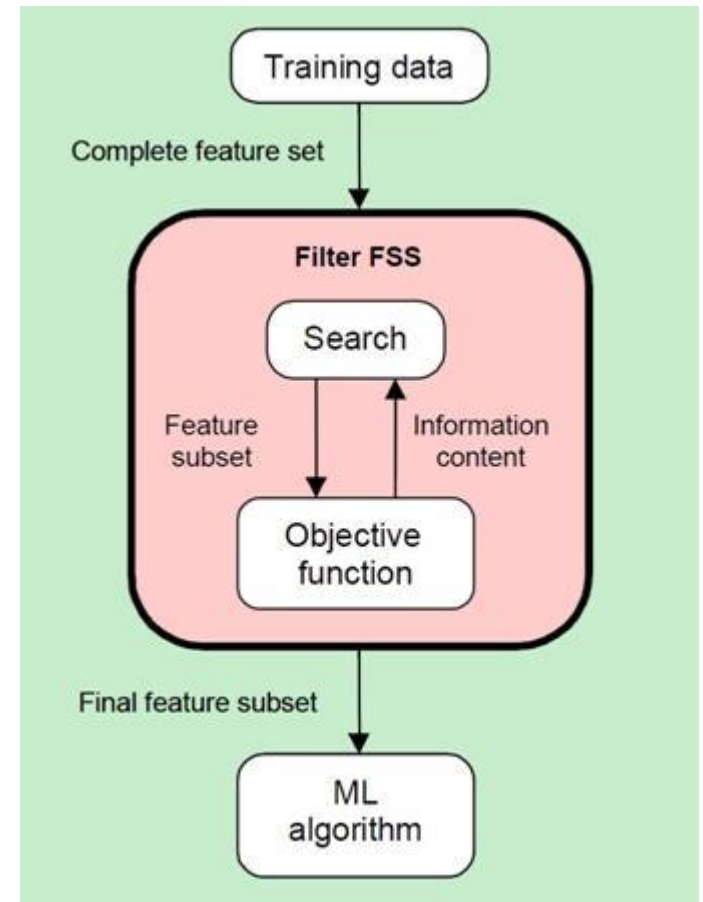 Training data
Complete feature set
Filter FSS
Search
Feature
subset
Information
content
Objective
function
Final feature subset
ML
algorithm